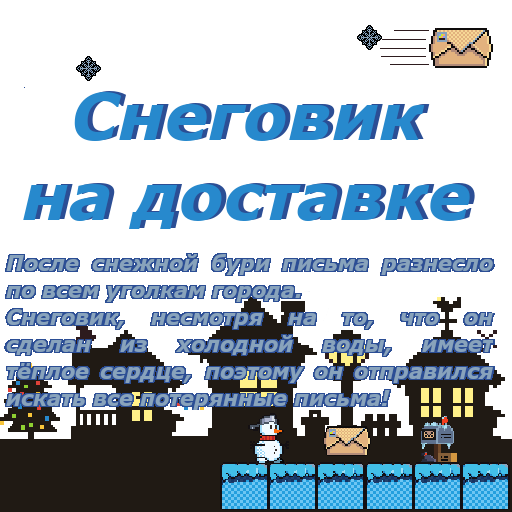 Снеговик
на доставке
После снежной бури письма разнесло
по всем уголкам города.
Снеговик, несмотря на то, что он
сделан из холодной воды, имеет
тёплое сердце, поэтому он отправился
искать все потерянные письма!